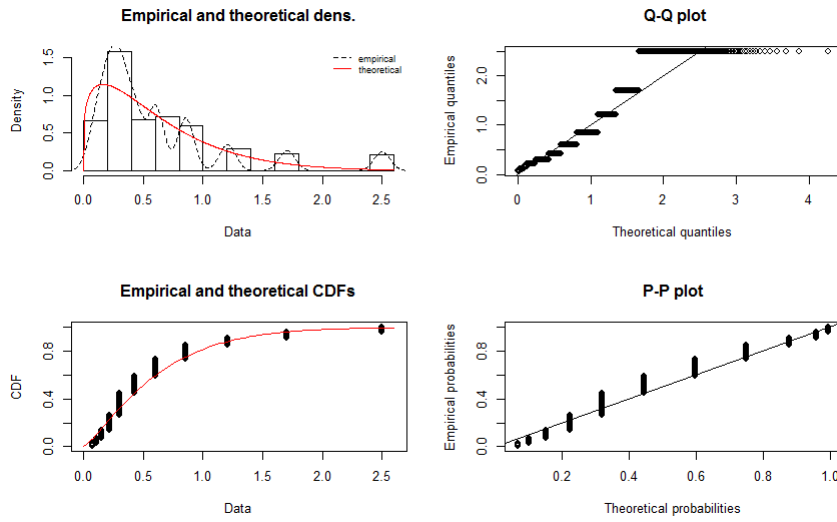 Empirical and theoretical dens.
Density
0.0 0.5 1.0 1.5
empirical
theoretical
0.0 0.5 1.0 1.5 2.0 2.5
Data
Q-Q plot
Empirical quantiles
0.0 1.0 2.0
0 1 2 3 4
Theoretical quantiles
Empirical and theoretical CDFs
CDF
0.0 0.4 0.8
0.0 0.5 1.0 1.5 2.0 2.5
Data
P-P plot
Empirical probabilities
0.0 0.4 0.8
0.2 0.4 0.6 0.8 1.0
Theoretical probabilities